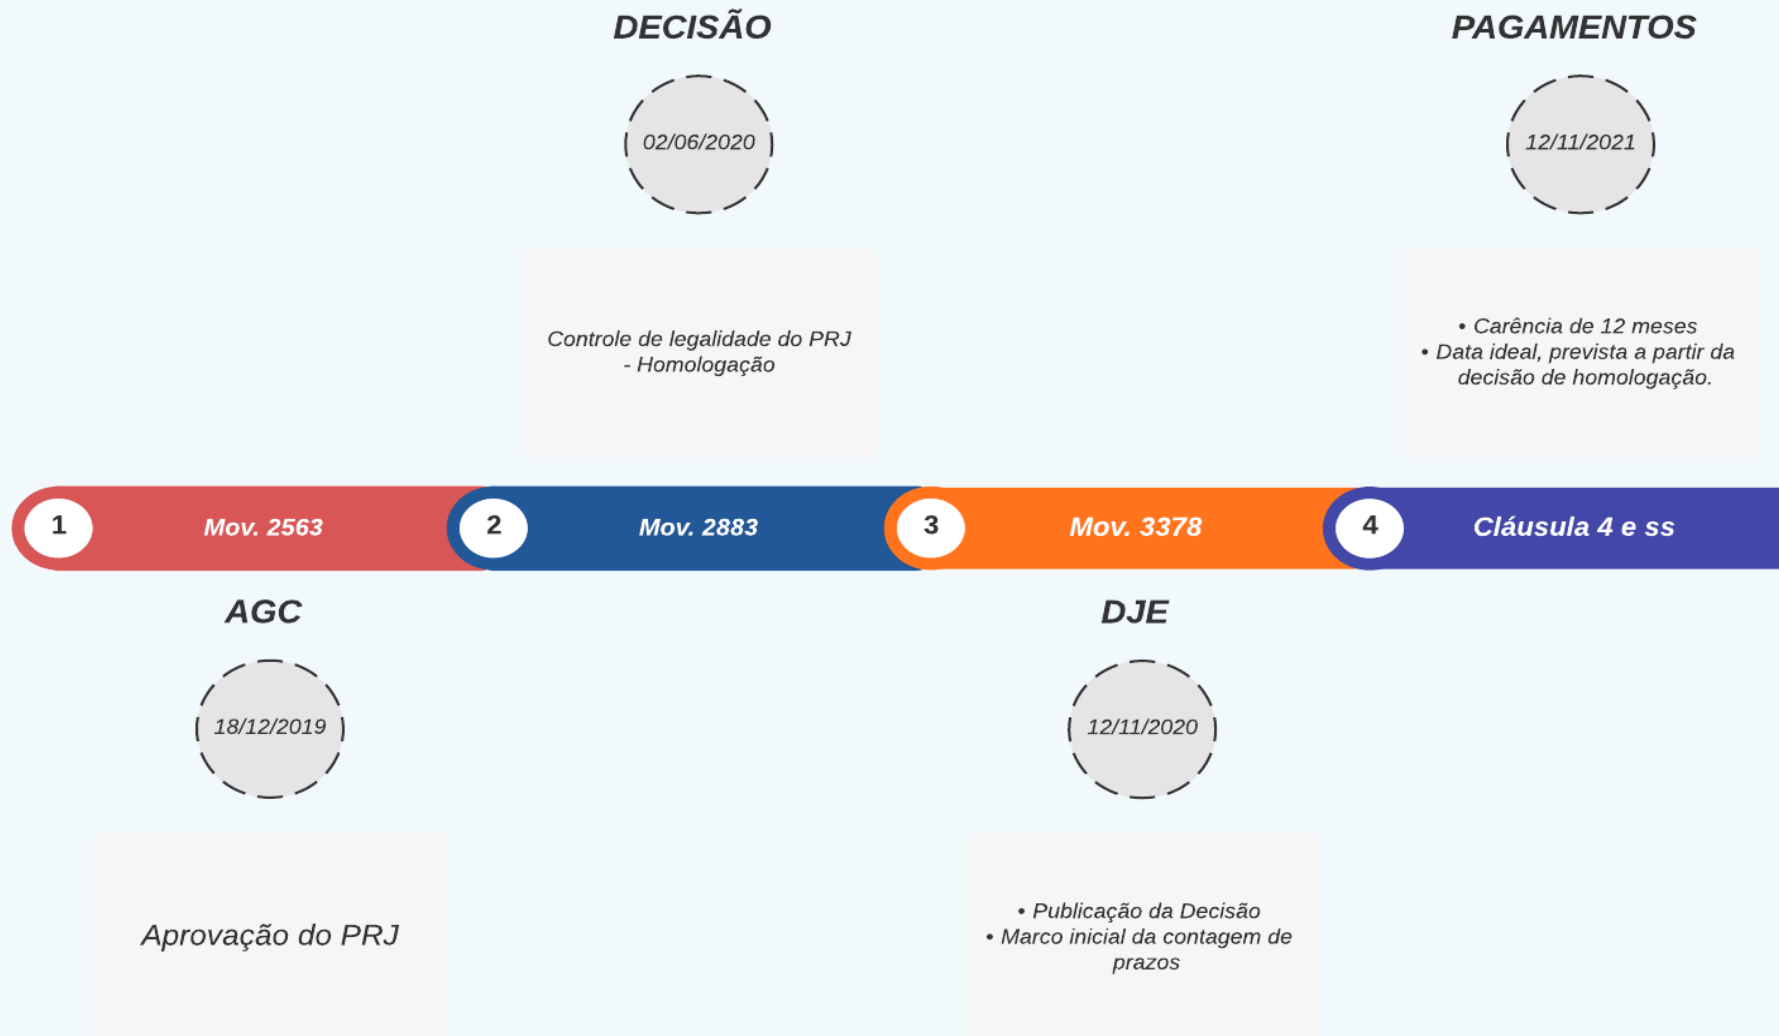 DECISÃO
02/06/2020
Controle de legalidade do PRJ
- Homologação
PAGAMENTOS
12/11/2021
• Carência de 12 meses
• Data ideal, prevista a partir da
decisão de homologação.
1
Mov. 2563
2
Mov. 2883
3
Mov. 3378
4
Cláusula 4 e ss
AGC
18/12/2019
Aprovação do PRJ
DJE
12/11/2020
• Publicação da Decisão
• Marco inicial da contagem de
prazos